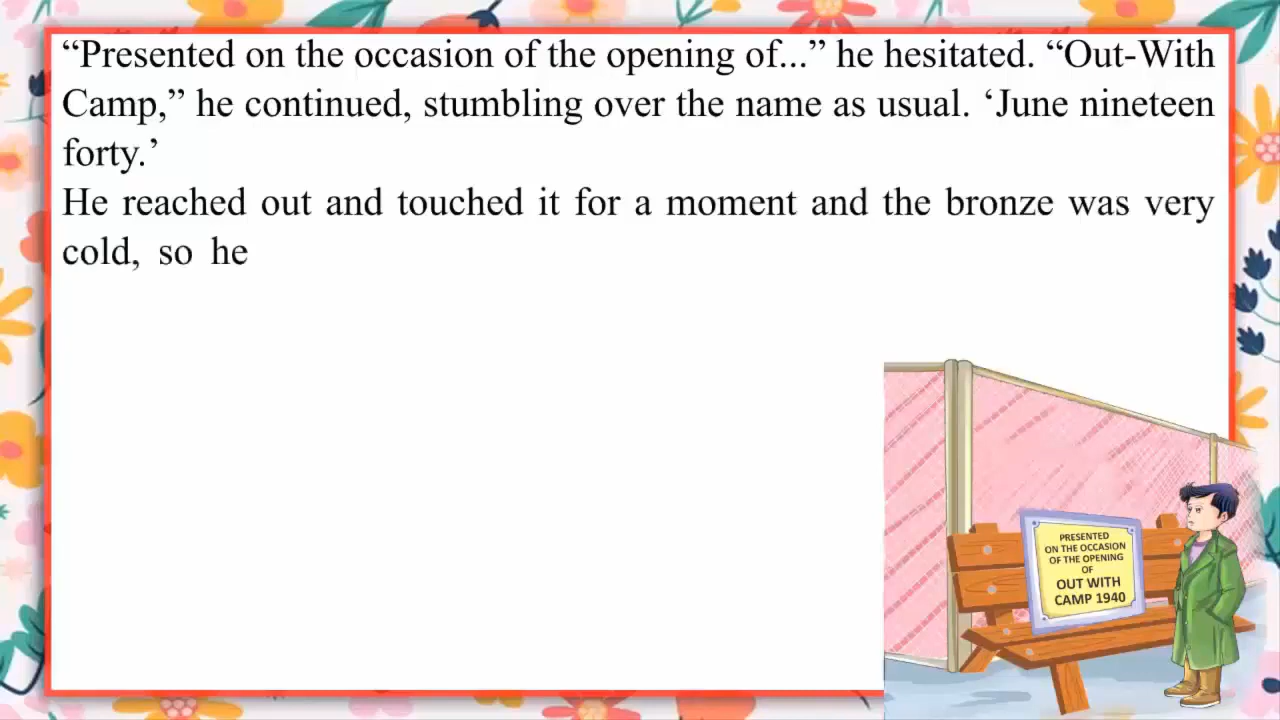 “Presented on the occasion of the opening of...” he hesitated. “Out-With
Camp,” he continued, stumbling over the name as usual. ‘June nineteen
forty.’
He reached out and touched it for a moment and the bronze was very
cold, so he
PRESENTED
ON THE OCCASION
OF THE OPENING
OF
OUT WITH
CAMP 1940